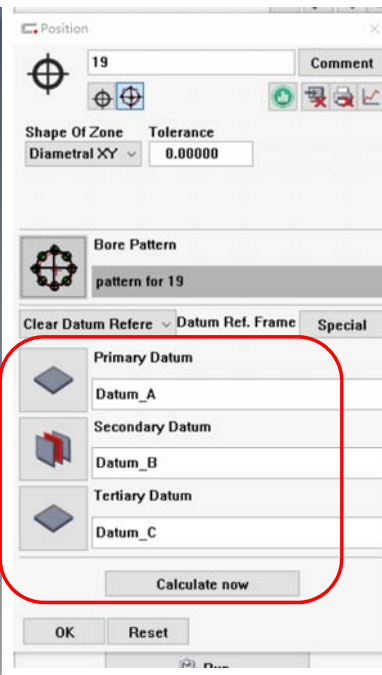 Position
19
Comment
Shape Of Zone Tolerance
Diametral XY 0.00000
Bore Pattern
pattern for 19
Clear Datum Refere Datum Ref. Frame Special
Primary Datum
Datum_A
Secondary Datum
Datum_B
Tertiary Datum
Datum_C
Calculate now
OK Reset